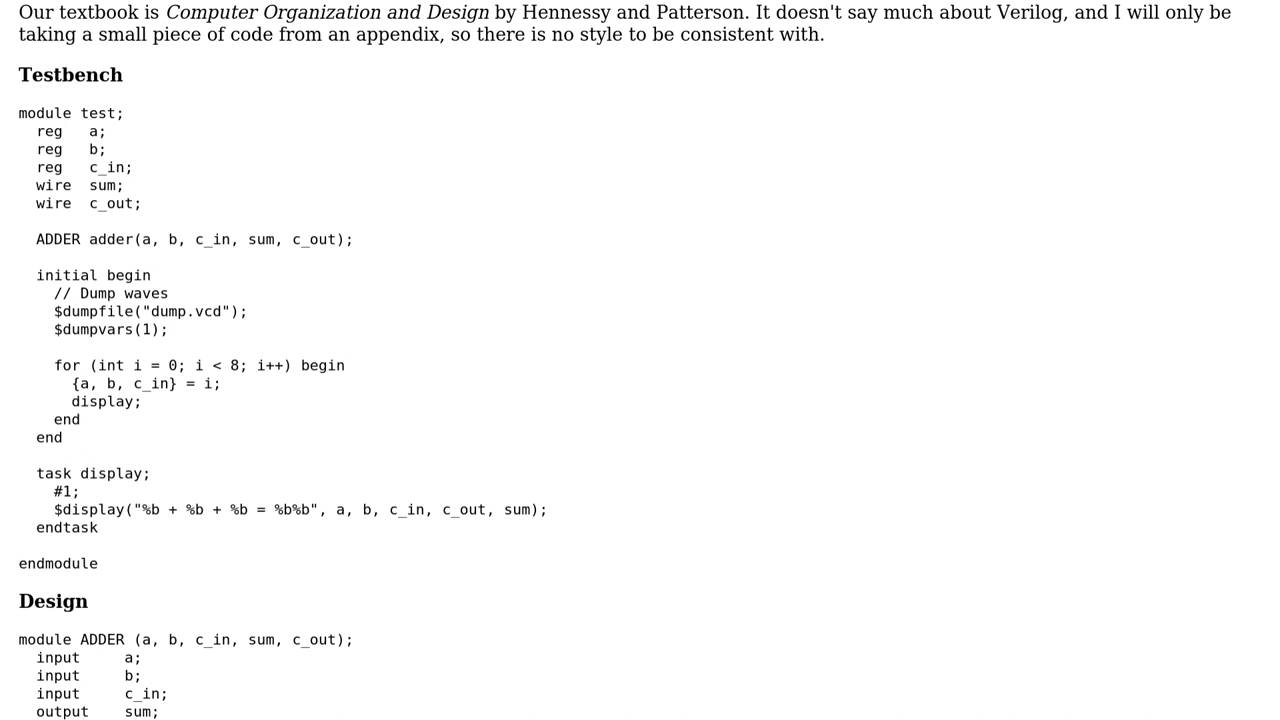 Our textbook is Computer Organization and Design by Hennessy and Patterson. It doesn't say much about Verilog, and I will only be
taking a small piece of code from an appendix, so there is no style to be consistent with.
Testbench
module test;
  reg   a;
  reg   b;
  reg   c_in;
  wire  sum;
  wire  c_out;

  ADDER adder(a, b, c_in, sum, c_out);

  initial begin
    // Dump waves
    $dumpfile("dump.vcd");
    $dumpvars(1);

    for (int i = 0; i < 8; i++) begin
      {a, b, c_in} = i;
      display;
    end
  end

  task display;
    #1;
    $display("%b + %b + %b = %b%b", a, b, c_in, c_out, sum);
  endtask

endmodule
Design
module ADDER (a, b, c_in, sum, c_out);
  input     a;
  input     b;
  input     c_in;
  output    sum;